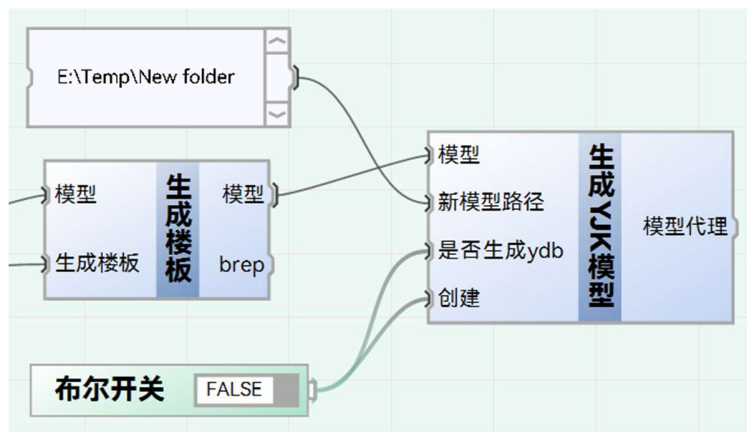 E:\Temp\New folder
模型
生成楼板
生成楼板
模型
brep
模型
新模型路径
是否生成ydb
创建
生成YJK模型
模型代理
布尔开关
FALSE